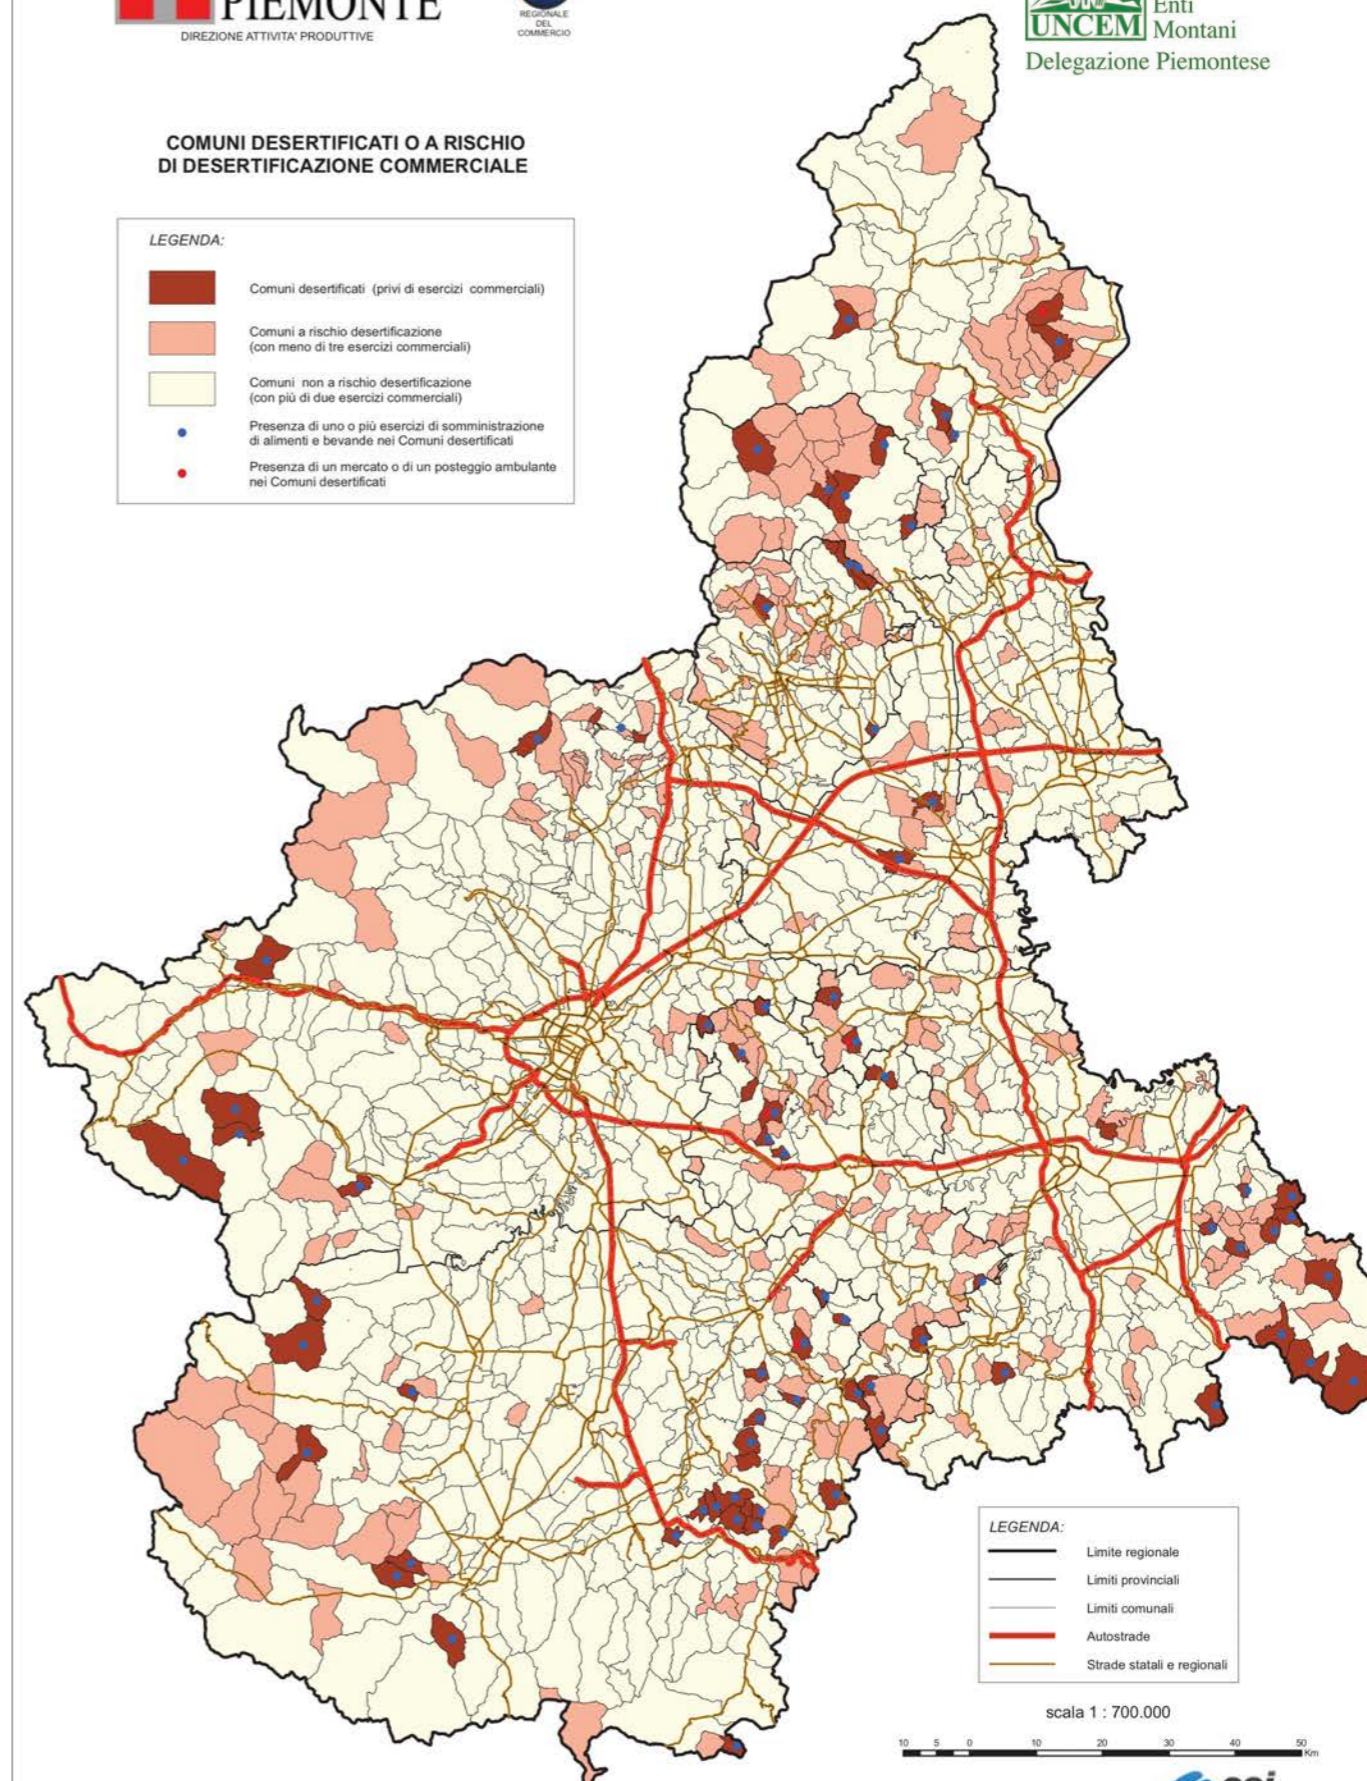 PIEMONTE
DIREZIONE ATTIVITA' PRODUTTIVE
REGIONALE
DEL
COMMERCIO
UNCEM
Enti
Montani
Delegazione Piemontese
COMUNI DESERTIFICATI O A RISCHIO
DI DESERTIFICAZIONE COMMERCIALE
LEGENDA:
Comuni desertificati (privi di esercizi commerciali)
Comuni a rischio desertificazione
(con meno di tre esercizi commerciali)
Comuni non a rischio desertificazione
(con più di due esercizi commerciali)
Presenza di uno o più esercizi di somministrazione
di alimenti e bevande nei Comuni desertificati
Presenza di un mercato o di un posteggio ambulante
nei Comuni desertificati
LEGENDA:
Limite regionale
Limiti provinciali
Limiti comunali
Autostrade
Strade statali e regionali
scala 1 : 700.000
10 5 0 10 20 30 40 50
Km